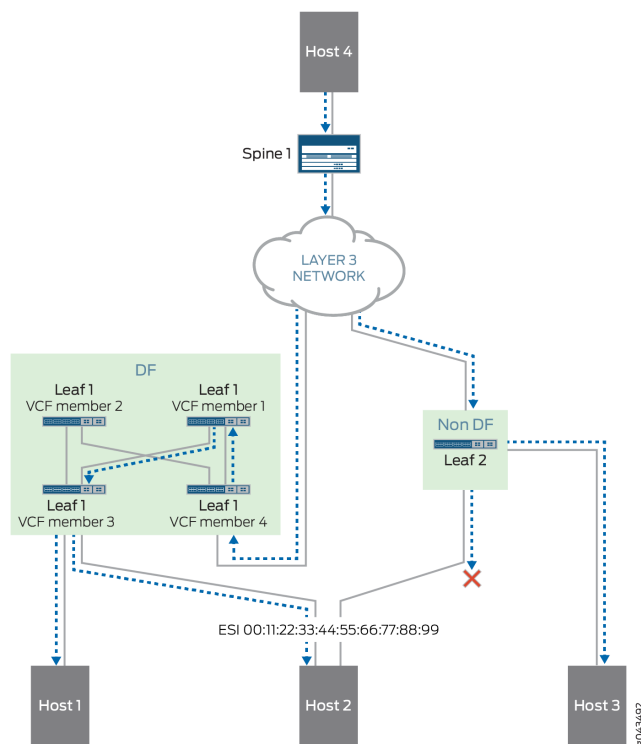 Host 4
Spine 1
LAYER 3
NETWORK
DF
Leaf 1
VCF member 2
Leaf 1
VCF member 1
Leaf 1
VCF member 3
Leaf 1
VCF member 4
Non DF
Leaf 2
ESI 00:11:22:33:44:55:66:77:88:99
Host 1
Host 2
Host 3
g043492